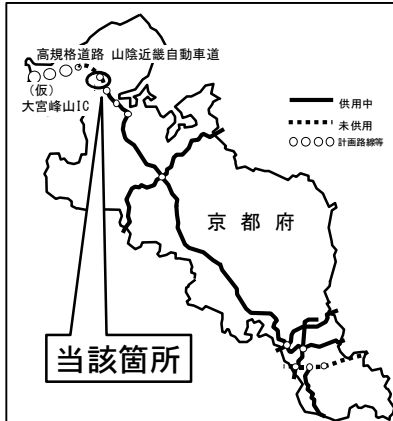 高規格道路 山陰近畿自動車道
(仮)
大宮峰山IC
供用中
未供用
計画路線等
京都府
当該箇所